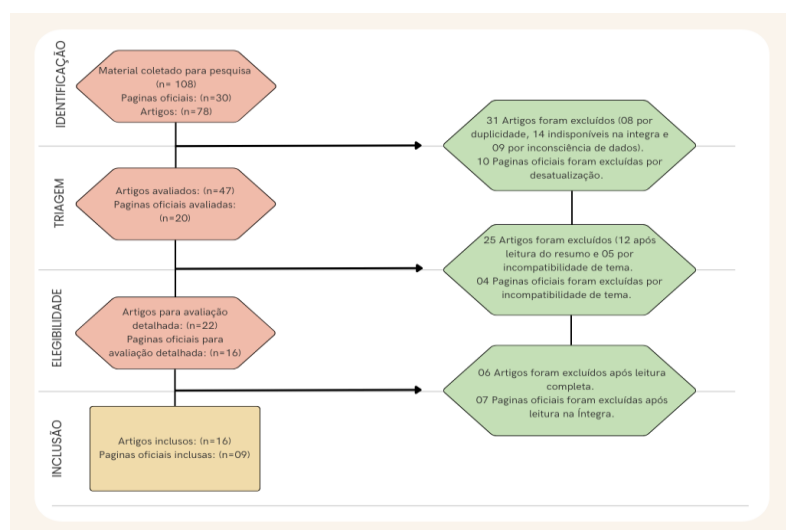 IDENTIFICAÇÃO
Material coletado para pesquisa
(n= 108)
Paginas oficiais: (n=30)
Artigos: (n=78)
31 Artigos foram excluídos (08 por
duplicidade, 14 indisponíveis na integra e
09 por inconsciência de dados).
10 Paginas oficiais foram excluídas por
desatualização.
TRIAGEM
Artigos avaliados: (n=47)
Paginas oficiais avaliadas:
(n=20)
25 Artigos foram excluídos (12 após
leitura do resumo e 05 por
incompatibilidade de tema.
04 Paginas oficiais foram excluídas por
incompatibilidade de tema.
ELEGIBILIDADE
Artigos para avaliação
detalhada: (n=22)
Paginas oficiais para
avaliação detalhada: (n=16)
06 Artigos foram excluídos após leitura
completa.
07 Paginas oficiais foram excluídas após
leitura na Íntegra.
INCLUSÃO
Artigos inclusos: (n=16)
Paginas oficiais inclusas: (n=09)